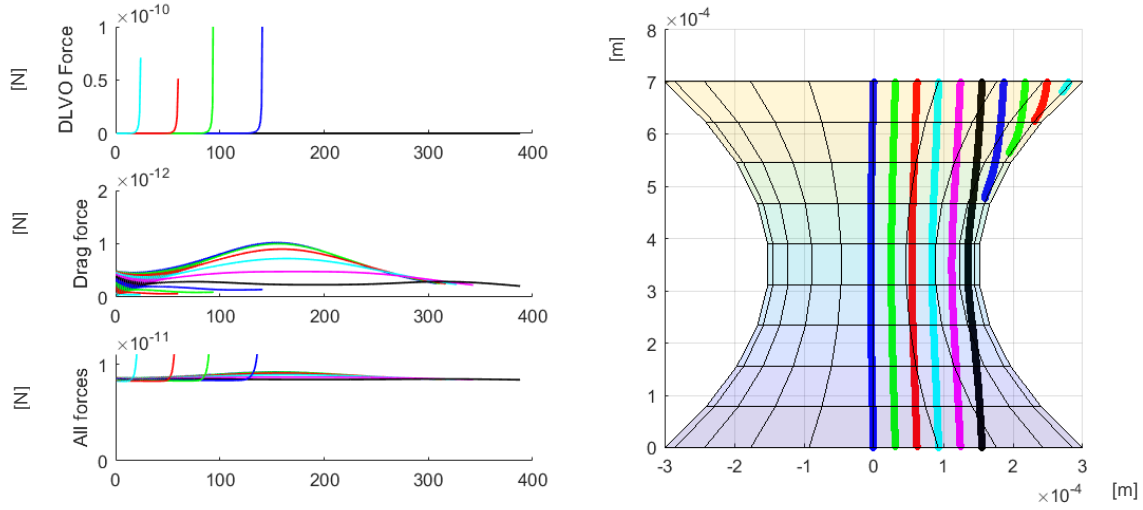 ×10⁻¹⁰
1
0.5
0
[N]
DLVO Force
0 100 200 300 400
×10⁻¹²
2
1
0
[N]
Drag force
0 100 200 300 400
×10⁻¹¹
1
0
[N]
All forces
0 100 200 300 400
×10⁻⁴
[m]
8
7
6
5
4
3
2
1
0
-3 -2 -1 0 1 2 3
×10⁻⁴
[m]